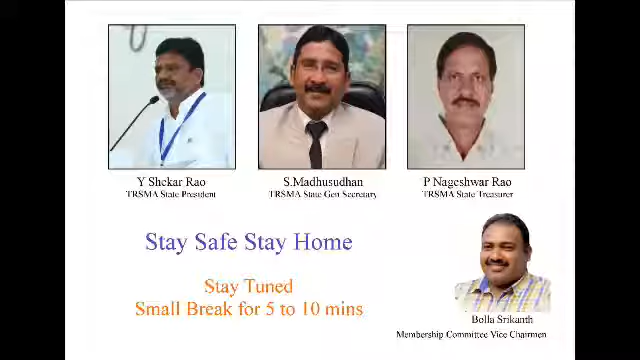 Y Shekar Rao
TRSMA State President
S.Madhusudhan
TRSMA State Gen Secretary
P Nageshwar Rao
TRSMA State Treasurer
Stay Safe Stay Home
Stay Tuned
Small Break for 5 to 10 mins
Bolla Srikanth
Membership Committee Vice Chairmen